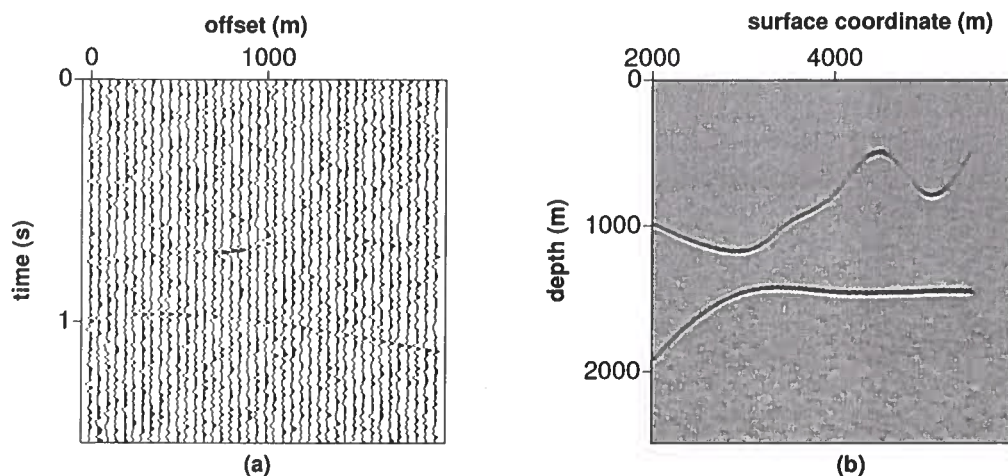 offset (m)
0 1000
0
time (s)
1
(a)
surface coordinate (m)
2000 4000
0
depth (m)
1000
2000
(b)